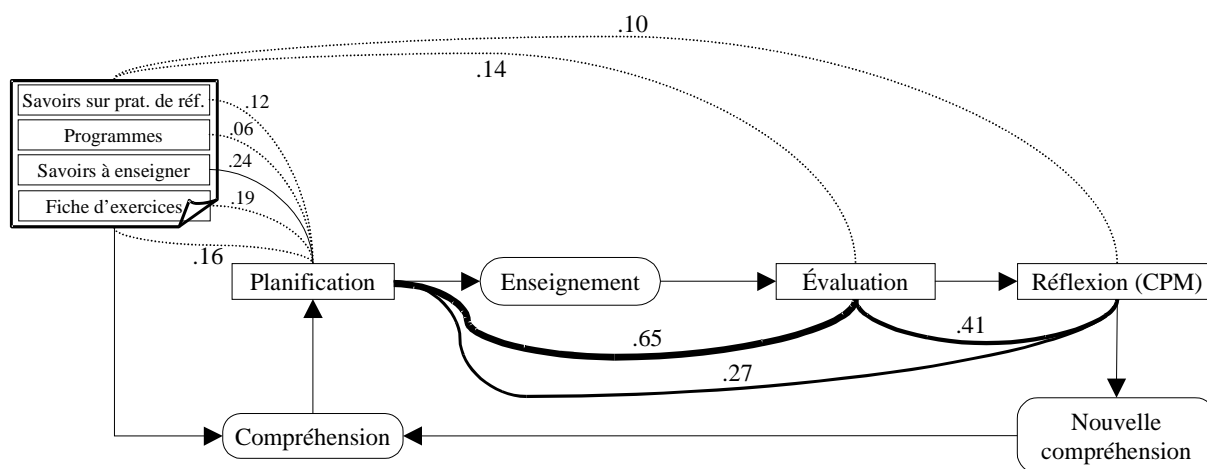 .10
.14
Savoirs sur prat. de réf.
.12
Programmes
.06
Savoirs à enseigner
.24
Fiche d’exercices
.19
.16
Planification
Enseignement
Évaluation
Réflexion (CPM)
.65
.41
.27
Compréhension
Nouvelle
compréhension